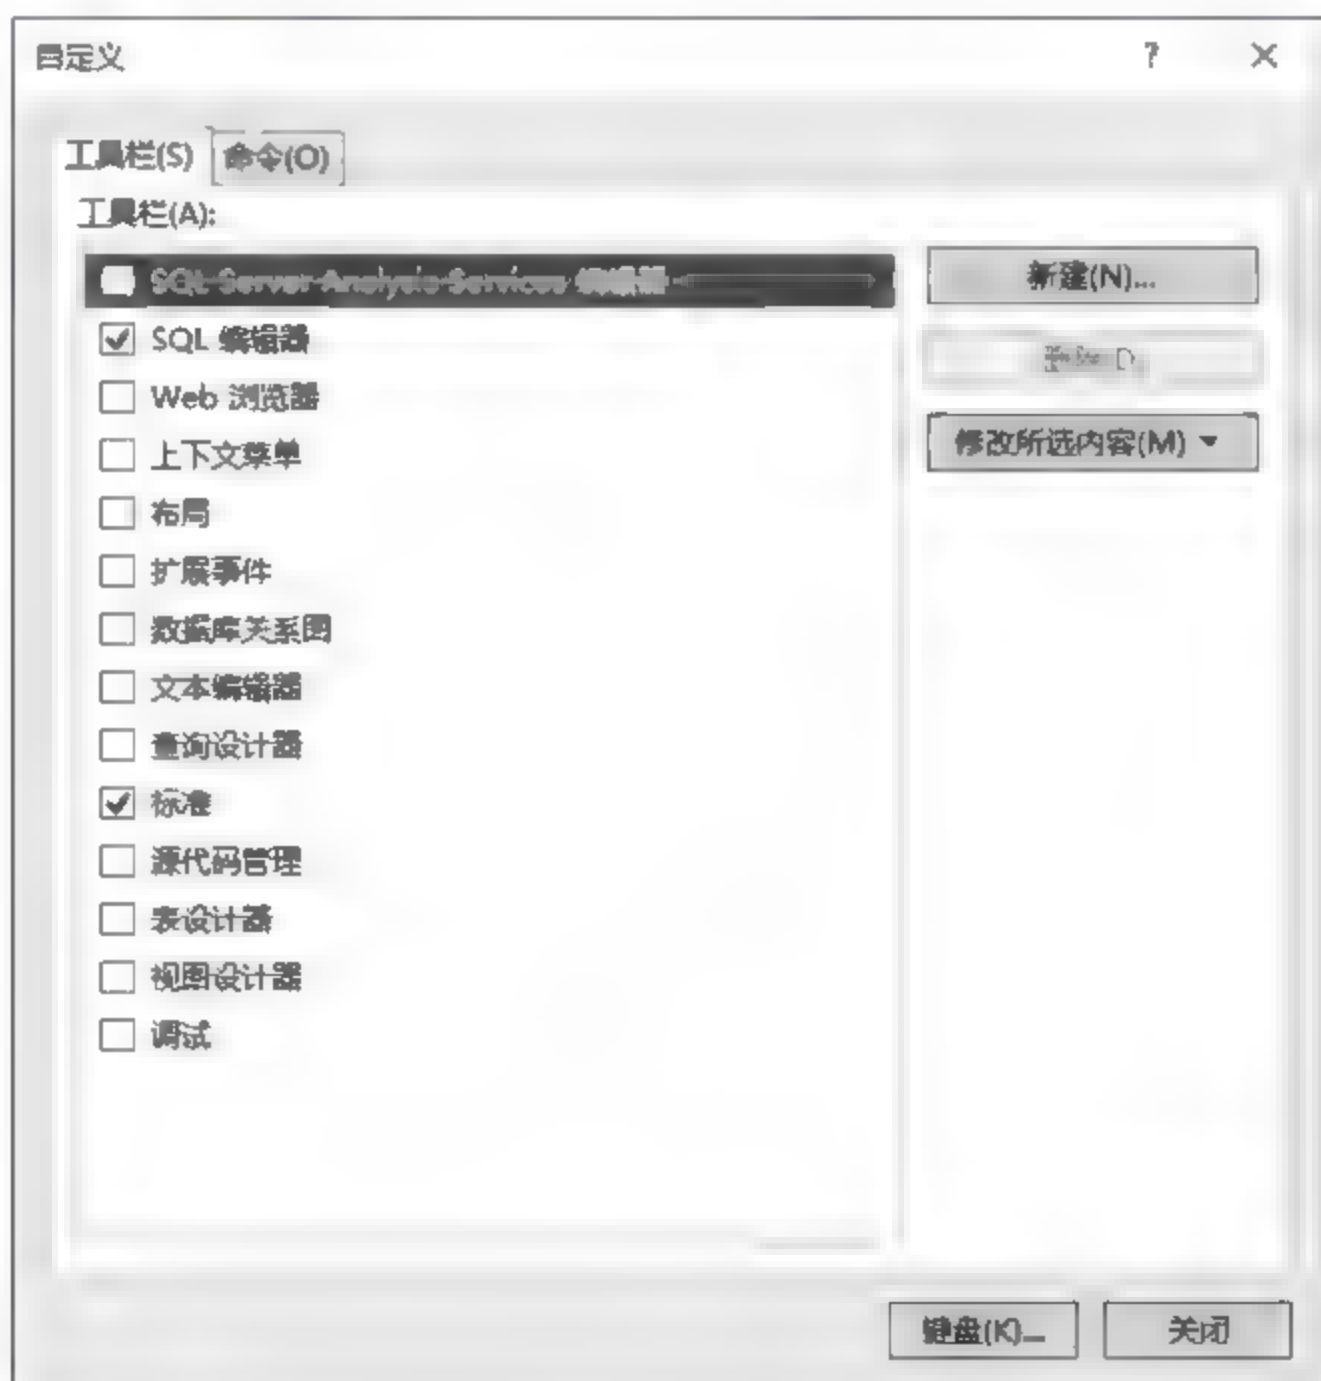 自定义
?
工具栏(S) 命令(O)
工具栏(A):
SQL Server Analysis Services 编辑器
新建(N)...
SQL 编辑器
删除(D)
Web 浏览器
修改所选内容(M)
上下文菜单
布局
扩展事件
数据库关系图
文本编辑器
查询设计器
标准
源代码管理
表设计器
视图设计器
调试
键盘(K)...
关闭